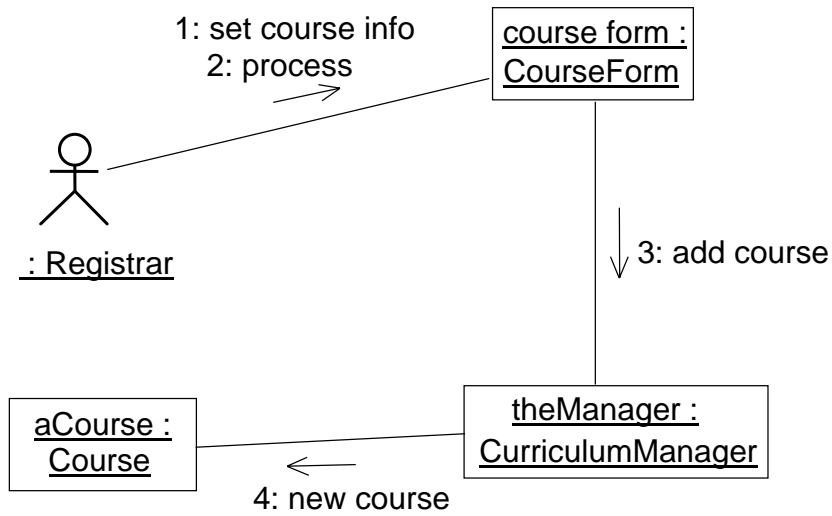 1: set course info
2: process
course form :
CourseForm
: Registrar
3: add course
theManager :
CurriculumManager
aCourse :
Course
4: new course